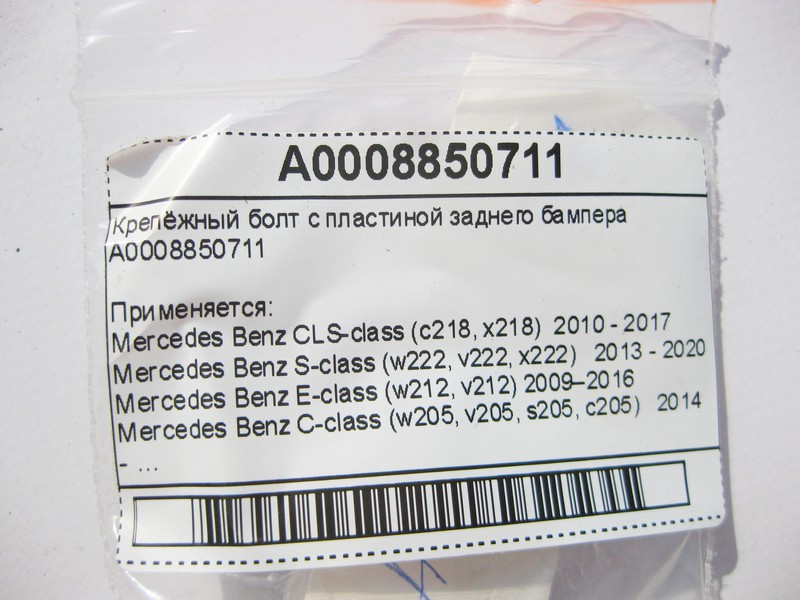 A0008850711
Крепёжный болт с пластиной заднего бампера
A0008850711
Применяется:
Mercedes Benz CLS-class (c218, x218) 2010 - 2017
Mercedes Benz S-class (w222, v222, x222) 2013 - 2020
Mercedes Benz E-class (w212, v212) 2009–2016
Mercedes Benz C-class (w205, v205, s205, c205) 2014
- ...